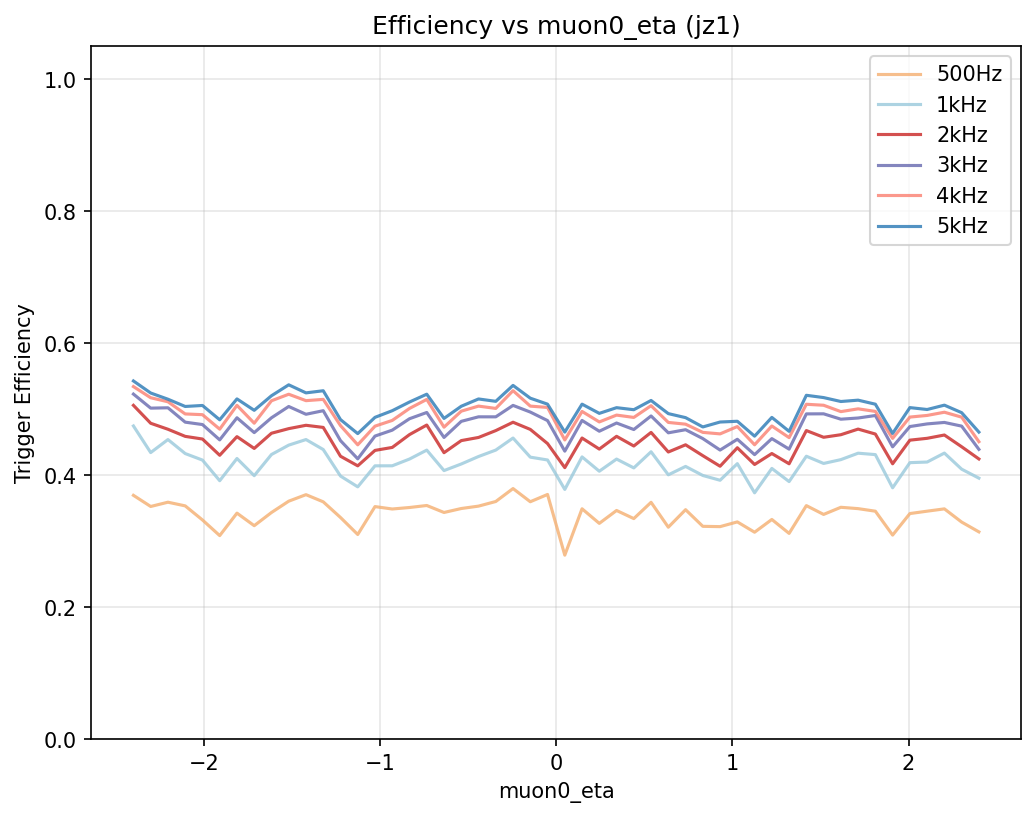 Efficiency vs muon0_eta (jz1)
500Hz
1kHz
2kHz
3kHz
4kHz
5kHz
Trigger Efficiency
1.0
0.8
0.6
0.4
0.2
0.0
−2
−1
0
1
2
muon0_eta